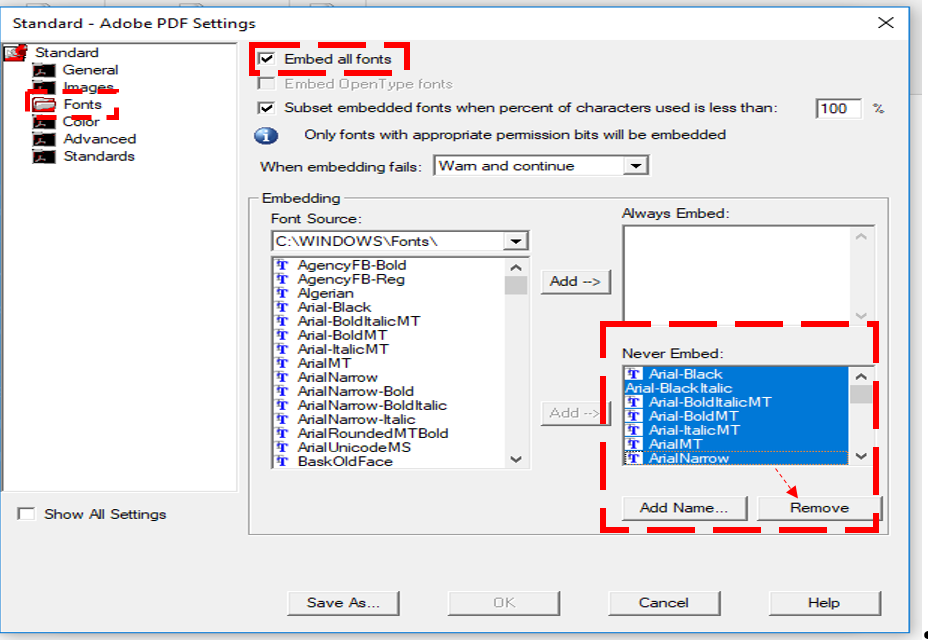 Standard - Adobe PDF Settings
Standard
General
Images
Fonts
Color
Advanced
Standards
Show All Settings
Embed all fonts
Embed OpenType fonts
Subset embedded fonts when percent of characters used is less than: 100 %
Only fonts with appropriate permission bits will be embedded
When embedding fails: Warn and continue
Embedding
Font Source:
C:\WINDOWS\Fonts\
AgencyFB-Bold
AgencyFB-Reg
Algerian
Arial-Black
Arial-BoldItalicMT
Arial-BoldMT
Arial-ItalicMT
ArialMT
ArialNarrow
ArialNarrow-Bold
ArialNarrow-BoldItalic
ArialNarrow-Italic
ArialRoundedMTBold
ArialUnicodeMS
BaskOldFace
Add -->
Add -->
Always Embed:
Never Embed:
Arial-Black
Arial-BlackItalic
Arial-BoldItalicMT
Arial-BoldMT
Arial-ItalicMT
ArialMT
ArialNarrow
Add Name... Remove
Save As... OK Cancel Help